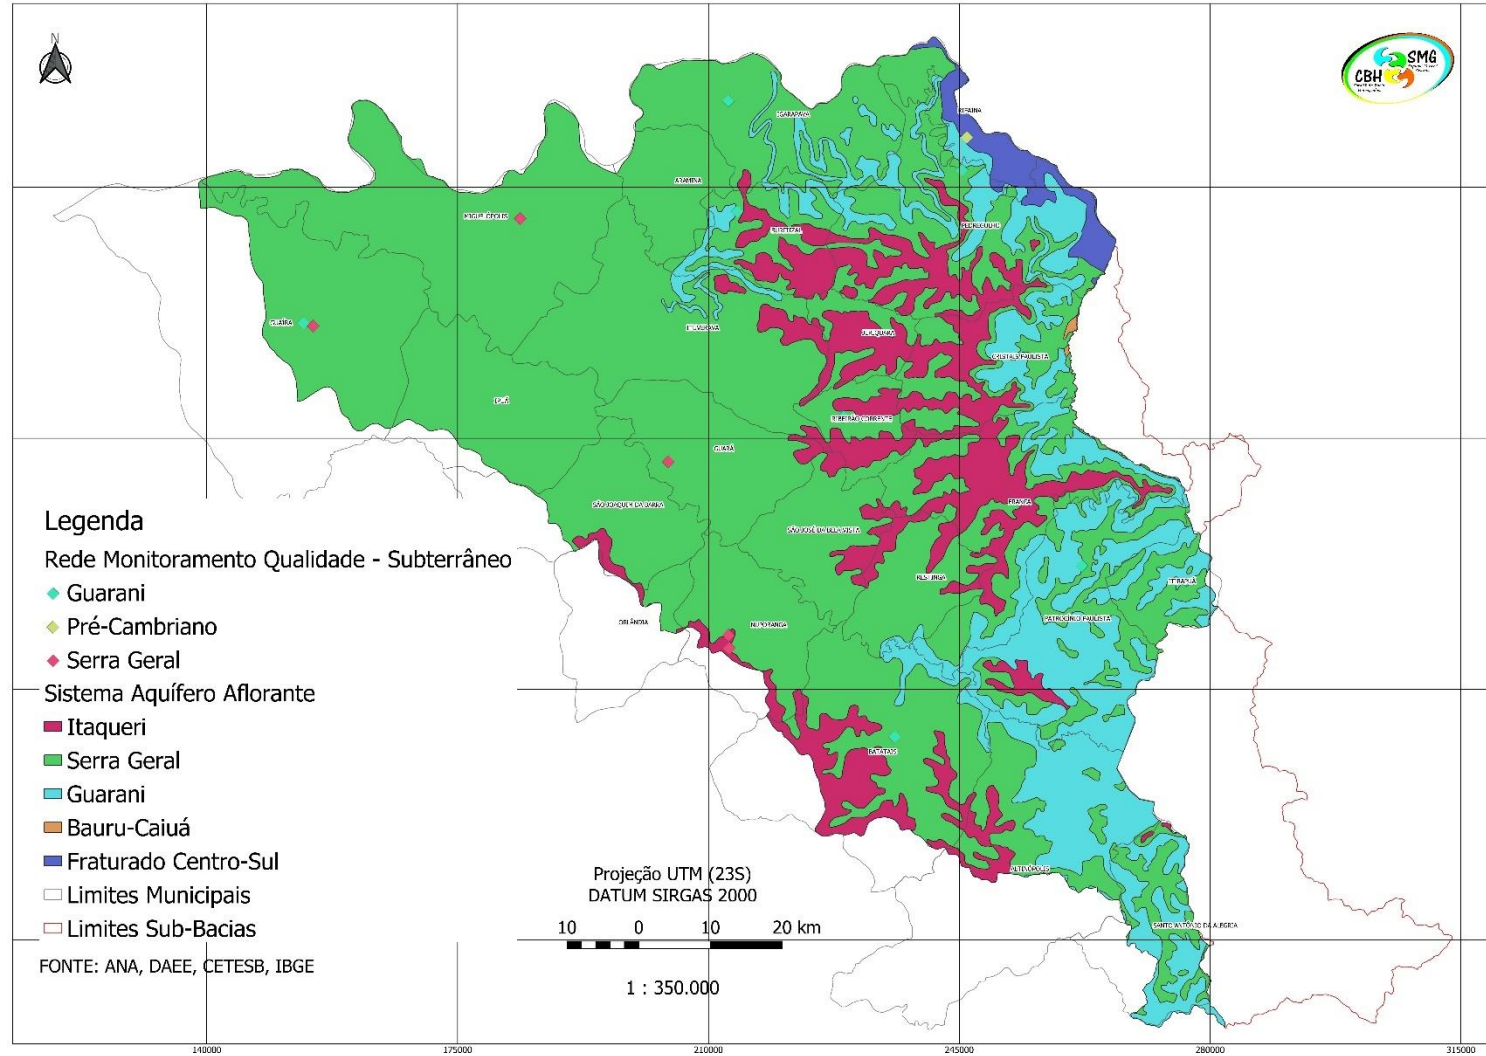 N
SMG
CBH
IGARAPAVA
RIFAINA
ARAMINA
MIGUELÓPOLIS
BURITIZAL
PEDREGULHO
GUAÍRA
ITUVERAVA
JERIQUARA
CRISTAIS PAULISTA
IPUÃ
RIBEIRÃO CORRENTE
GUARÁ
SÃO JOAQUIM DA BARRA
FRANCA
SÃO JOSÉ DA BELA VISTA
RESTINGA
ITIRAPUÃ
ORLÂNDIA
NUPORANGA
PATROCÍNIO PAULISTA
BATATAIS
ALTINÓPOLIS
SANTO ANTÔNIO DA ALEGRIA
Legenda
Rede Monitoramento Qualidade - Subterrâneo
Guarani
Pré-Cambriano
Serra Geral
Sistema Aquífero Aflorante
Itaqueri
Serra Geral
Guarani
Bauru-Caiuá
Fraturado Centro-Sul
Limites Municipais
Limites Sub-Bacias
FONTE: ANA, DAEE, CETESB, IBGE
Projeção UTM (23S)
DATUM SIRGAS 2000
10 0 10 20 km
1 : 350.000
140000 175000 210000 245000 280000 315000